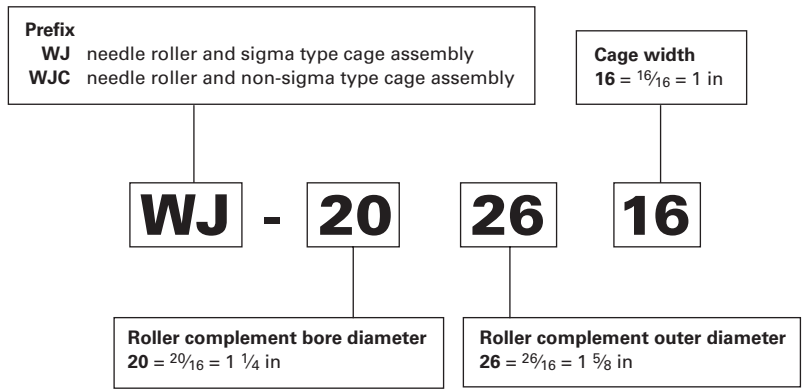 Prefix
WJ needle roller and sigma type cage assembly
WJC needle roller and non-sigma type cage assembly
Cage width
16 = 16/16 = 1 in
WJ - 20 26 16
Roller complement bore diameter
20 = 20/16 = 1 1/4 in
Roller complement outer diameter
26 = 26/16 = 1 5/8 in